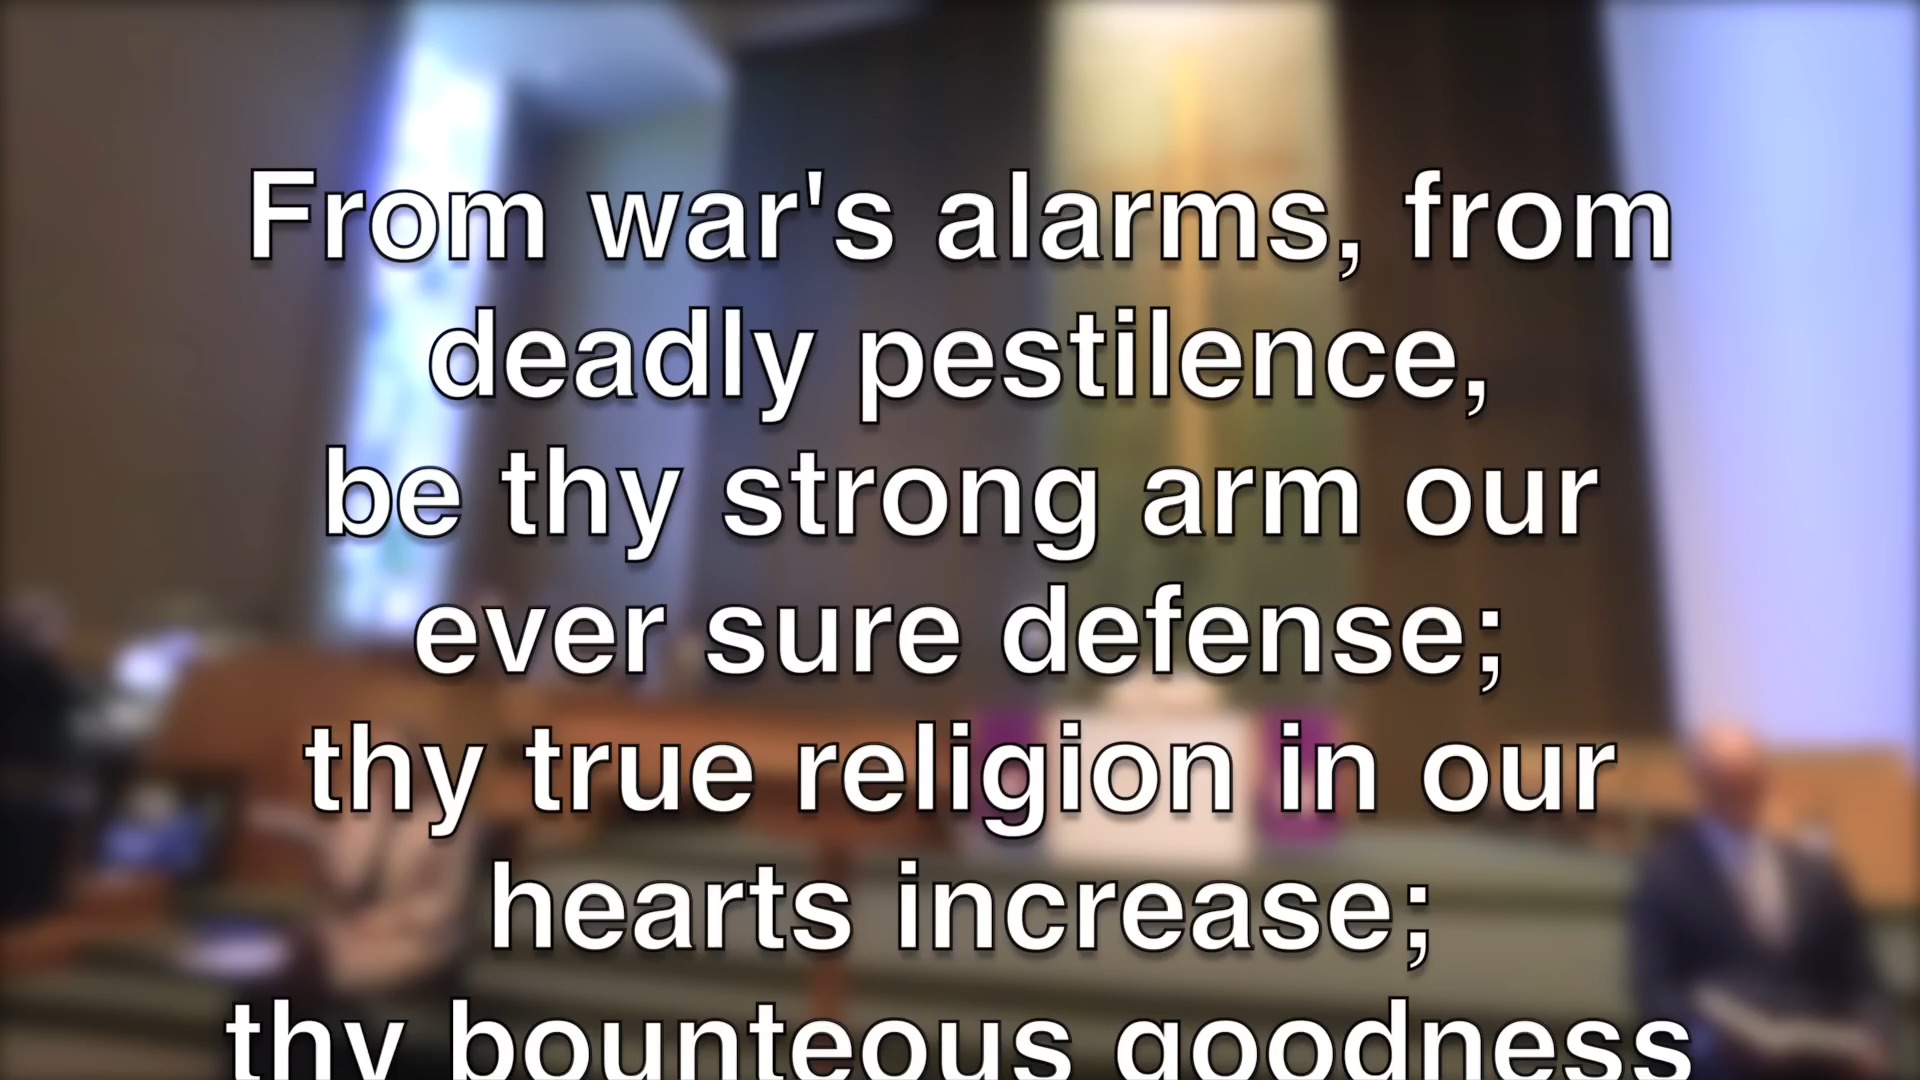 From war's alarms, from
deadly pestilence,
be thy strong arm our
ever sure defense;
thy true religion in our
hearts increase;
thy bounteous goodness